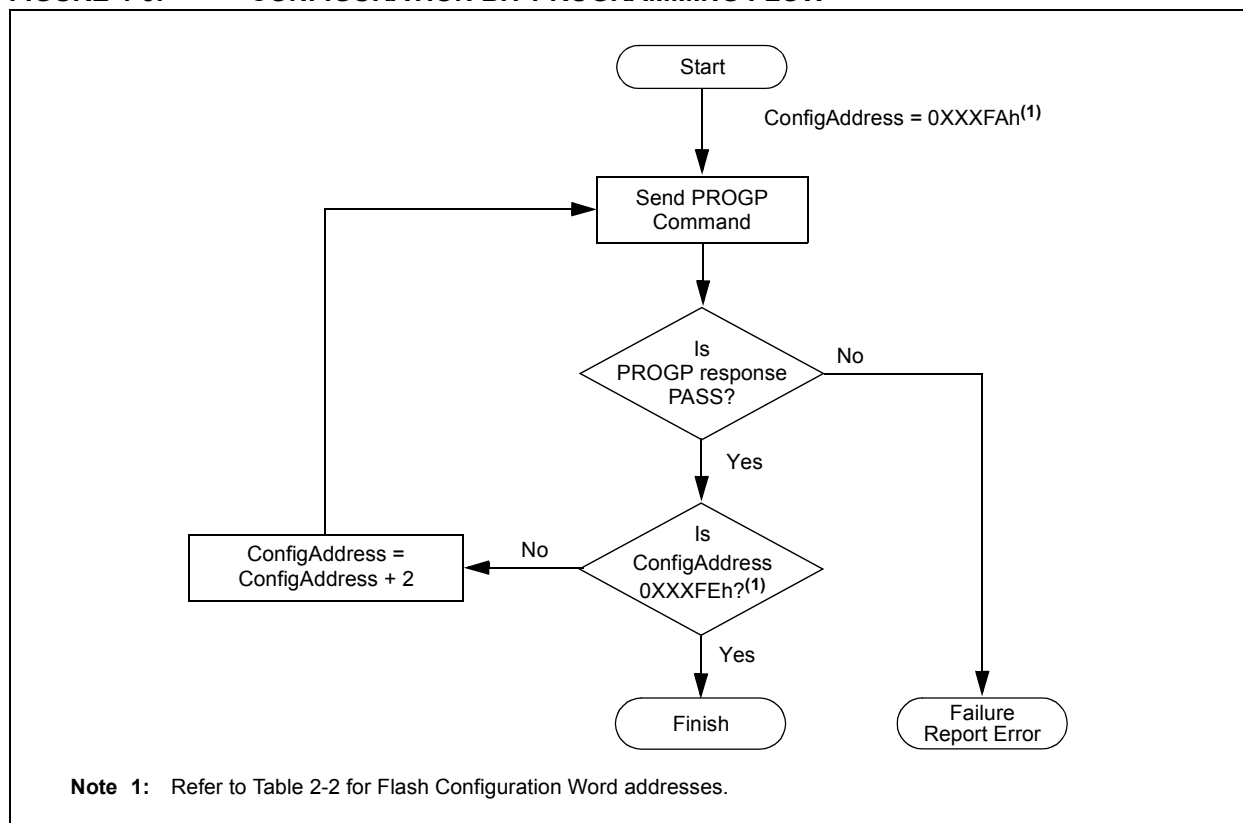 Start
ConfigAddress = 0XXXFAh(1)
Send PROGP
Command
Is
PROGP response
PASS?
No
Yes
Is
ConfigAddress
0XXXFEh?(1)
No
ConfigAddress =
ConfigAddress + 2
Yes
Finish
Failure
Report Error
Note 1: Refer to Table 2-2 for Flash Configuration Word addresses.